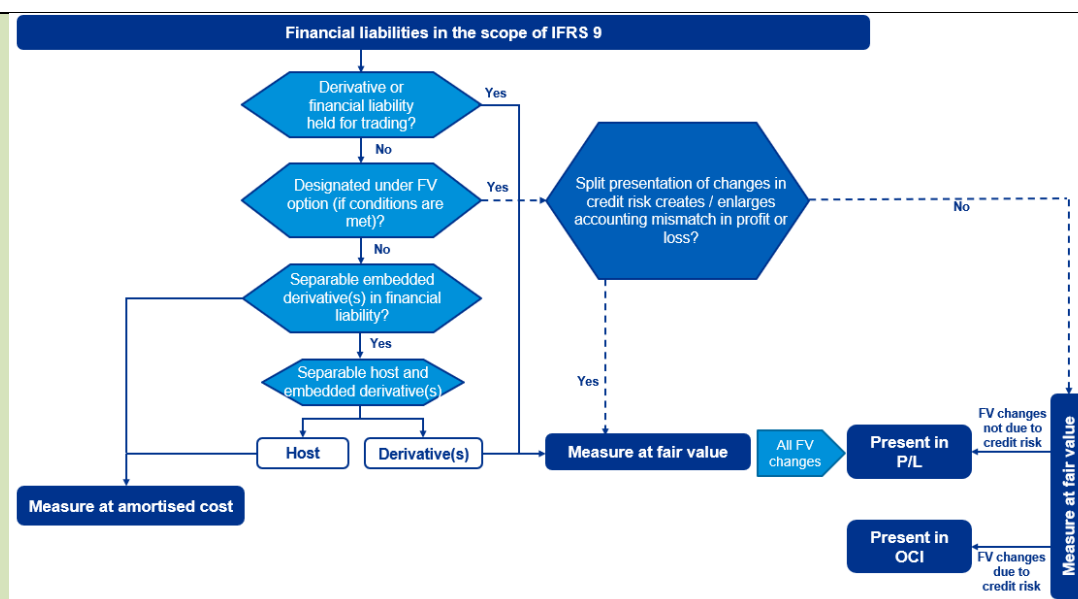 Financial liabilities in the scope of IFRS 9
Derivative or
financial liability
held for trading?
Yes
No
Designated under FV
option (if conditions are
met)?
Yes
Split presentation of changes in
credit risk creates / enlarges
accounting mismatch in profit or
loss?
No
No
Separable embedded
derivative(s) in financial
liability?
Yes
Separable host and
embedded derivative(s)
Yes
Host
Derivative(s)
Measure at fair value
All FV
changes
Present in
P/L
FV changes
not due to
credit risk
Measure at amortised cost
Present in
OCI
FV changes
due to
credit risk
Measure at fair value